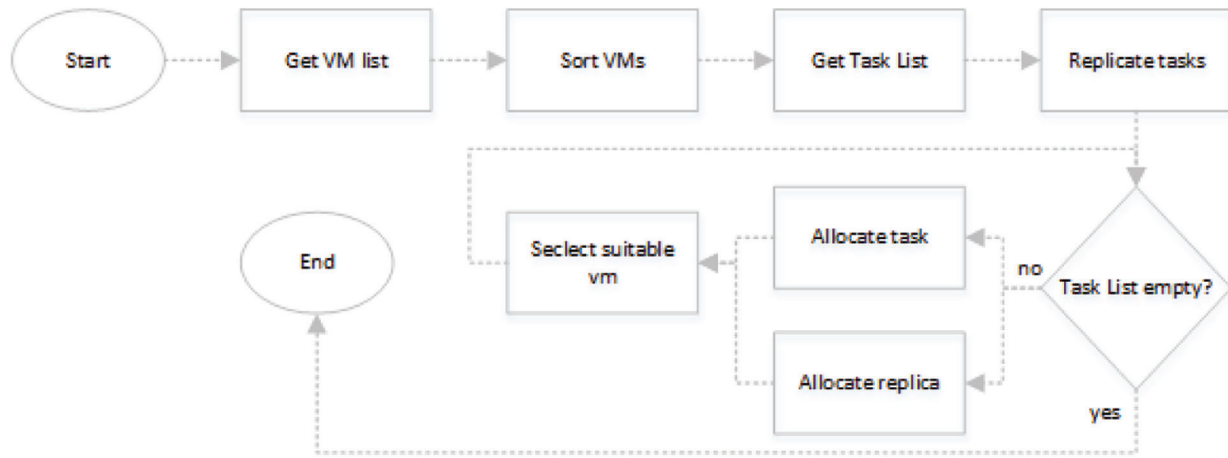 Start
Get VM list
Sort VMs
Get Task List
Replicate tasks
End
Seclect suitable
vm
Allocate task
no
Task List empty?
Allocate replica
yes